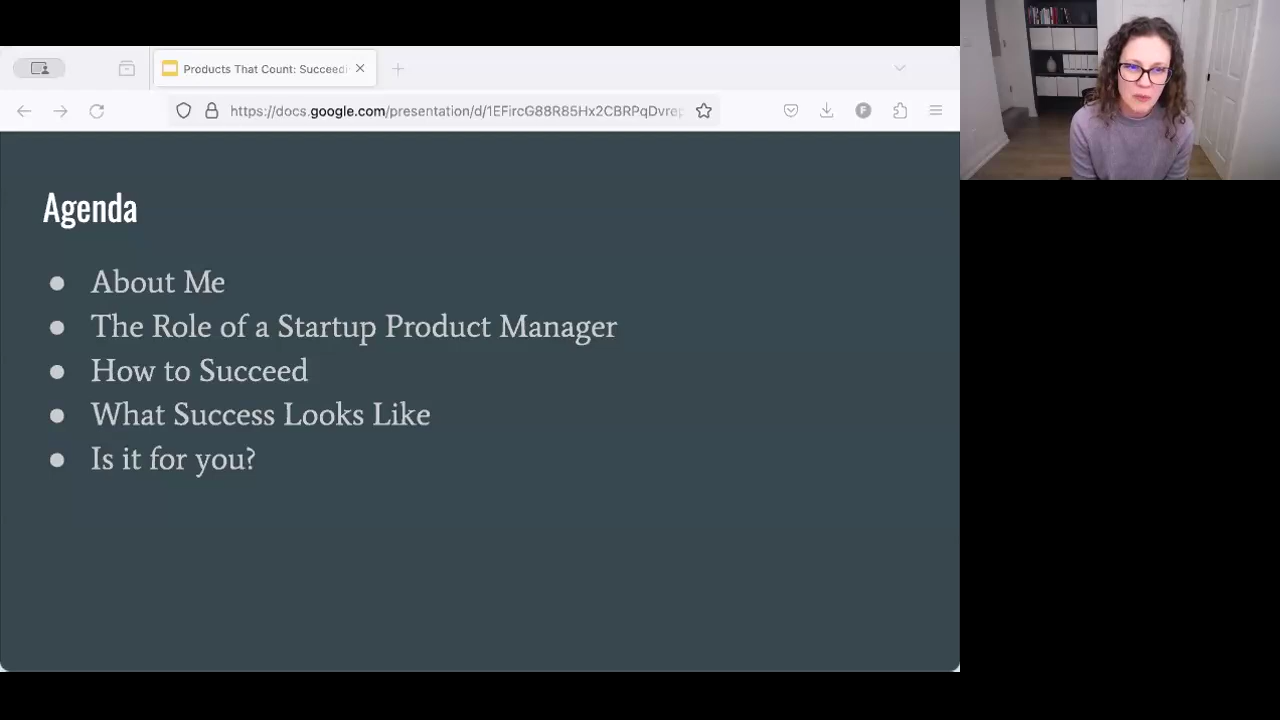 Products That Count: Succeedi
https://docs.google.com/presentation/d/1EFircG88R85Hx2CBRPqDvrep
F
Agenda
● About Me
● The Role of a Startup Product Manager
● How to Succeed
● What Success Looks Like
● Is it for you?